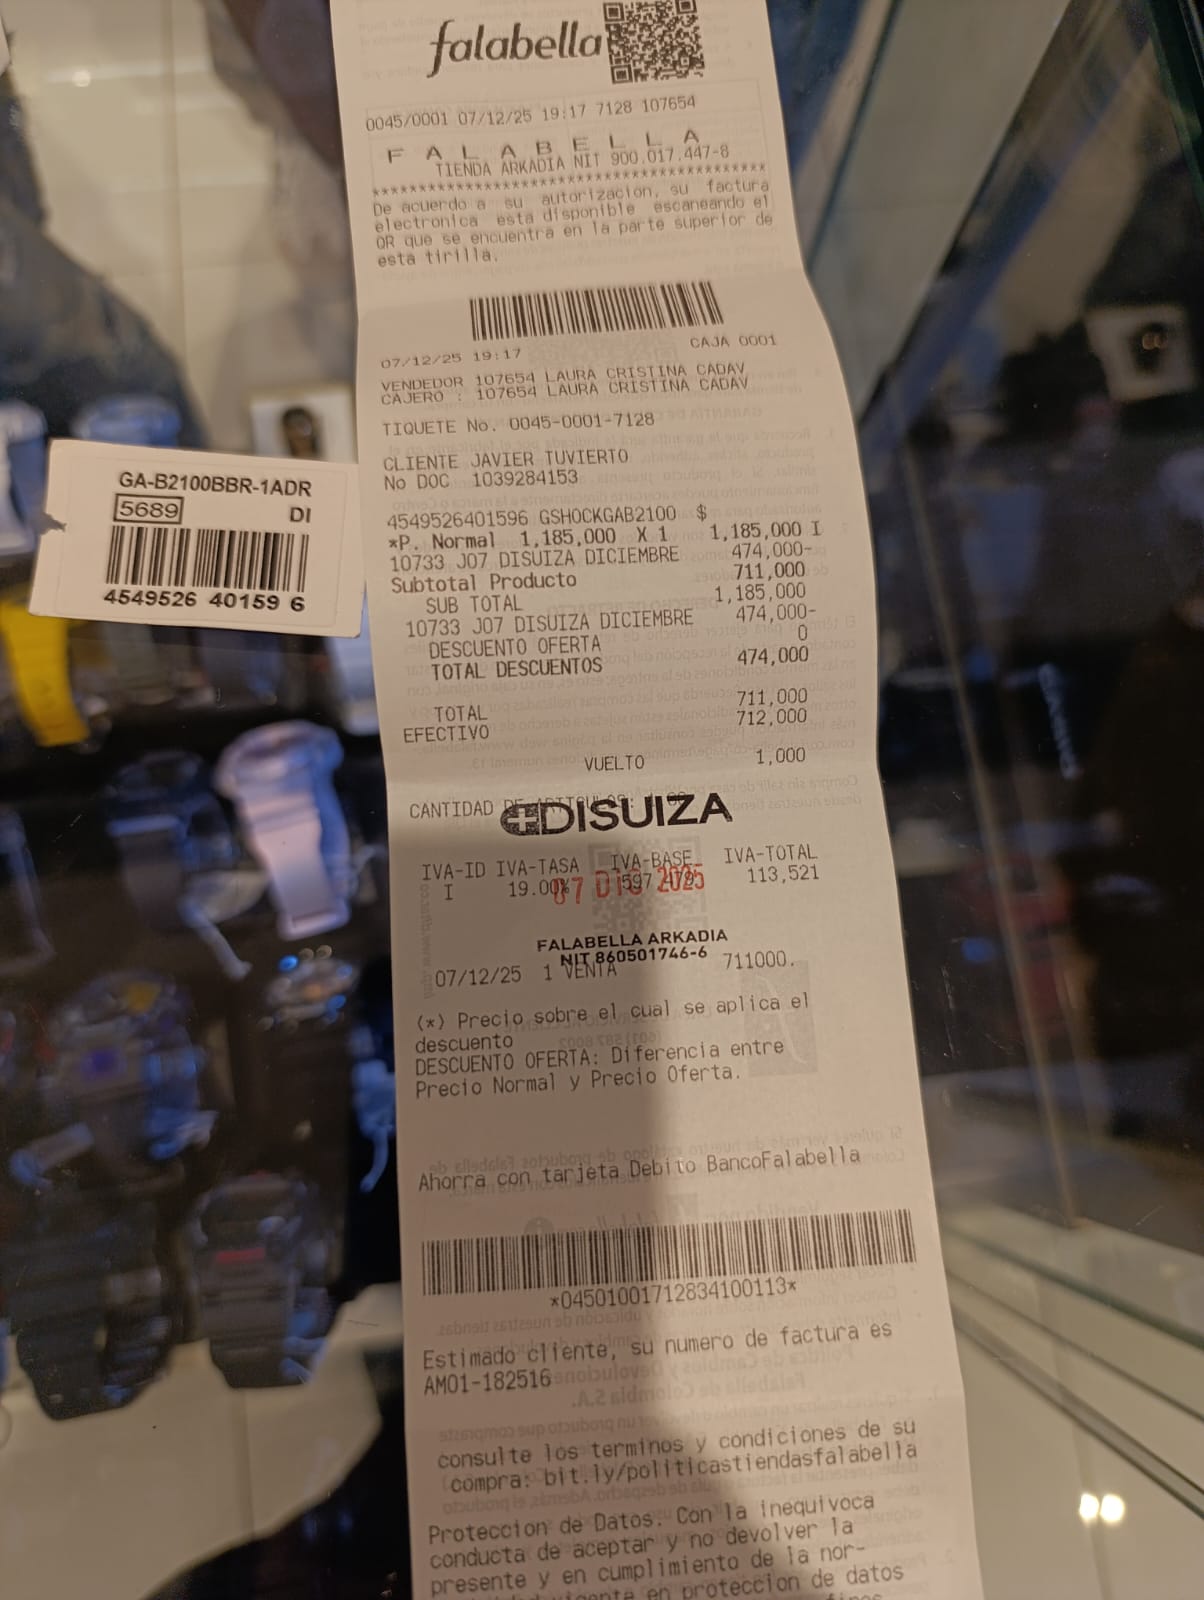 falabella
0045/0001 07/12/25 19:17 7128 107654
F A L A B E L L A
TIENDA ARKADIA NIT 900.017.447-8
****************************************
De acuerdo a su autorizacion, su factura
electronica esta disponible escaneando el
QR que se encuentra en la parte superior de
esta tirilla.
07/12/25 19:17 CAJA 0001
VENDEDOR 107654 LAURA CRISTINA CADAV
CAJERO : 107654 LAURA CRISTINA CADAV
TIQUETE No. 0045-0001-7128
CLIENTE JAVIER TUVIERTO
No DOC 1039284153
4549526401596 GSHOCKGAB2100 $
*P. Normal 1,185,000 X 1 1,185,000 I
10733 J07 DISUIZA DICIEMBRE 474,000-
Subtotal Producto 711,000
SUB TOTAL 1,185,000
10733 J07 DISUIZA DICIEMBRE 474,000-
DESCUENTO OFERTA 0
TOTAL DESCUENTOS 474,000
TOTAL 711,000
EFECTIVO 712,000
VUELTO 1,000
CANTIDAD
DISUIZA
IVA-ID IVA-TASA IVA-BASE IVA-TOTAL
I 19.00% 113,521
07 DIC 2025
FALABELLA ARKADIA
NIT 860501746-6
07/12/25 1 VENTA 711000.
(*) Precio sobre el cual se aplica el
descuento
DESCUENTO OFERTA: Diferencia entre
Precio Normal y Precio Oferta.
Ahorra con tarjeta Debito BancoFalabella
*04501001712834100113*
Estimado cliente, su numero de factura es
AM01-182516
consulte los terminos y condiciones de su
compra: bit.ly/politicastiendasfalabella
Proteccion de Datos: Con la inequivoca
conducta de aceptar y no devolver la
presente y en cumplimiento de la nor-
en proteccion de datos
GA-B2100BBR-1ADR
5689 DI
4549526 40159 6